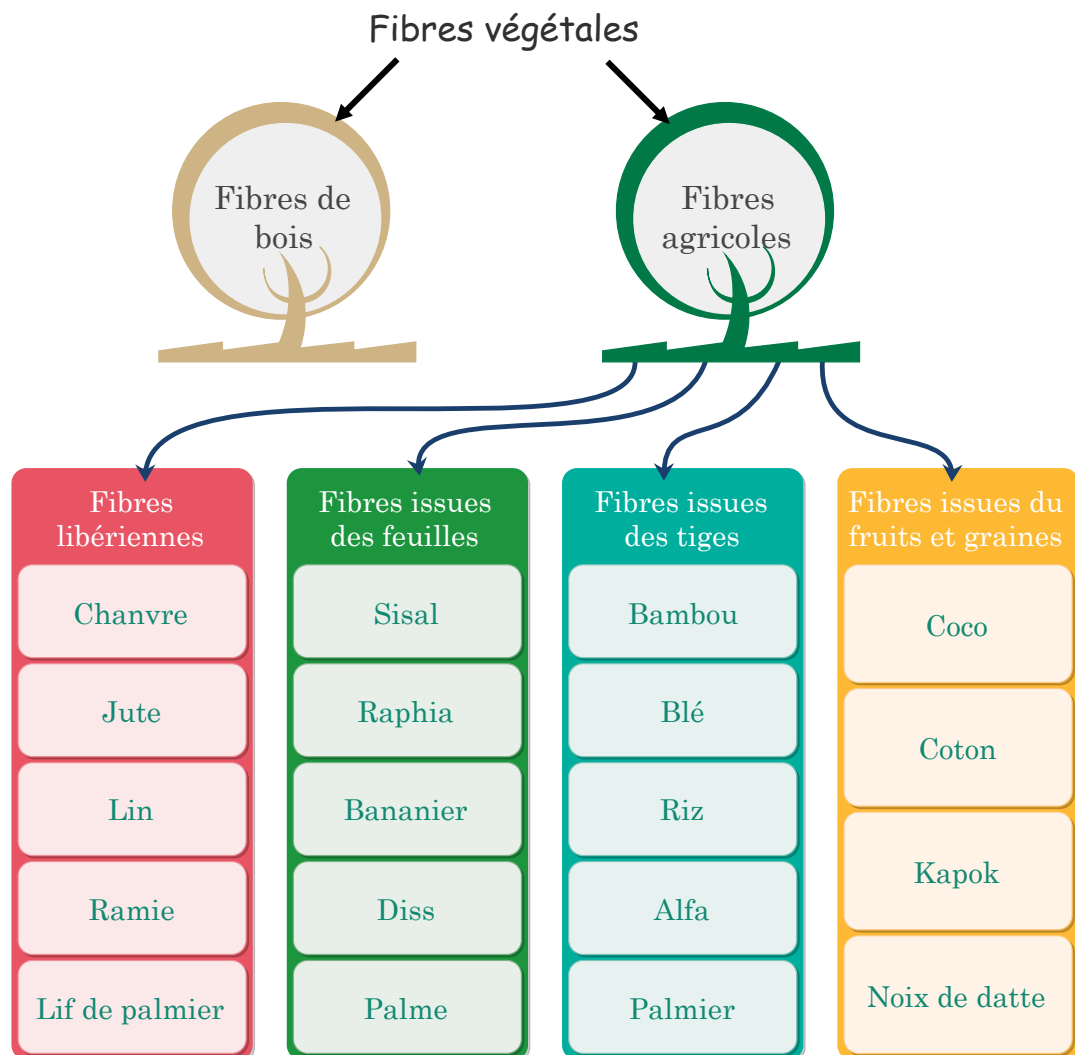 Fibres végétales
Fibres de
bois
Fibres
agricoles
Fibres
libériennes
Chanvre
Jute
Lin
Ramie
Lif de palmier
Fibres issues
des feuilles
Sisal
Raphia
Bananier
Diss
Palme
Fibres issues
des tiges
Bambou
Blé
Riz
Alfa
Palmier
Fibres issues du
fruits et graines
Coco
Coton
Kapok
Noix de datte